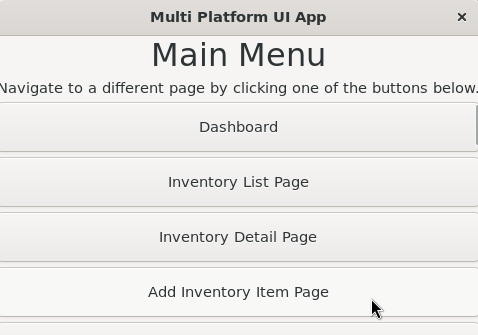 Multi Platform UI App
Main Menu
Navigate to a different page by clicking one of the buttons below.
Dashboard
Inventory List Page
Inventory Detail Page
Add Inventory Item Page